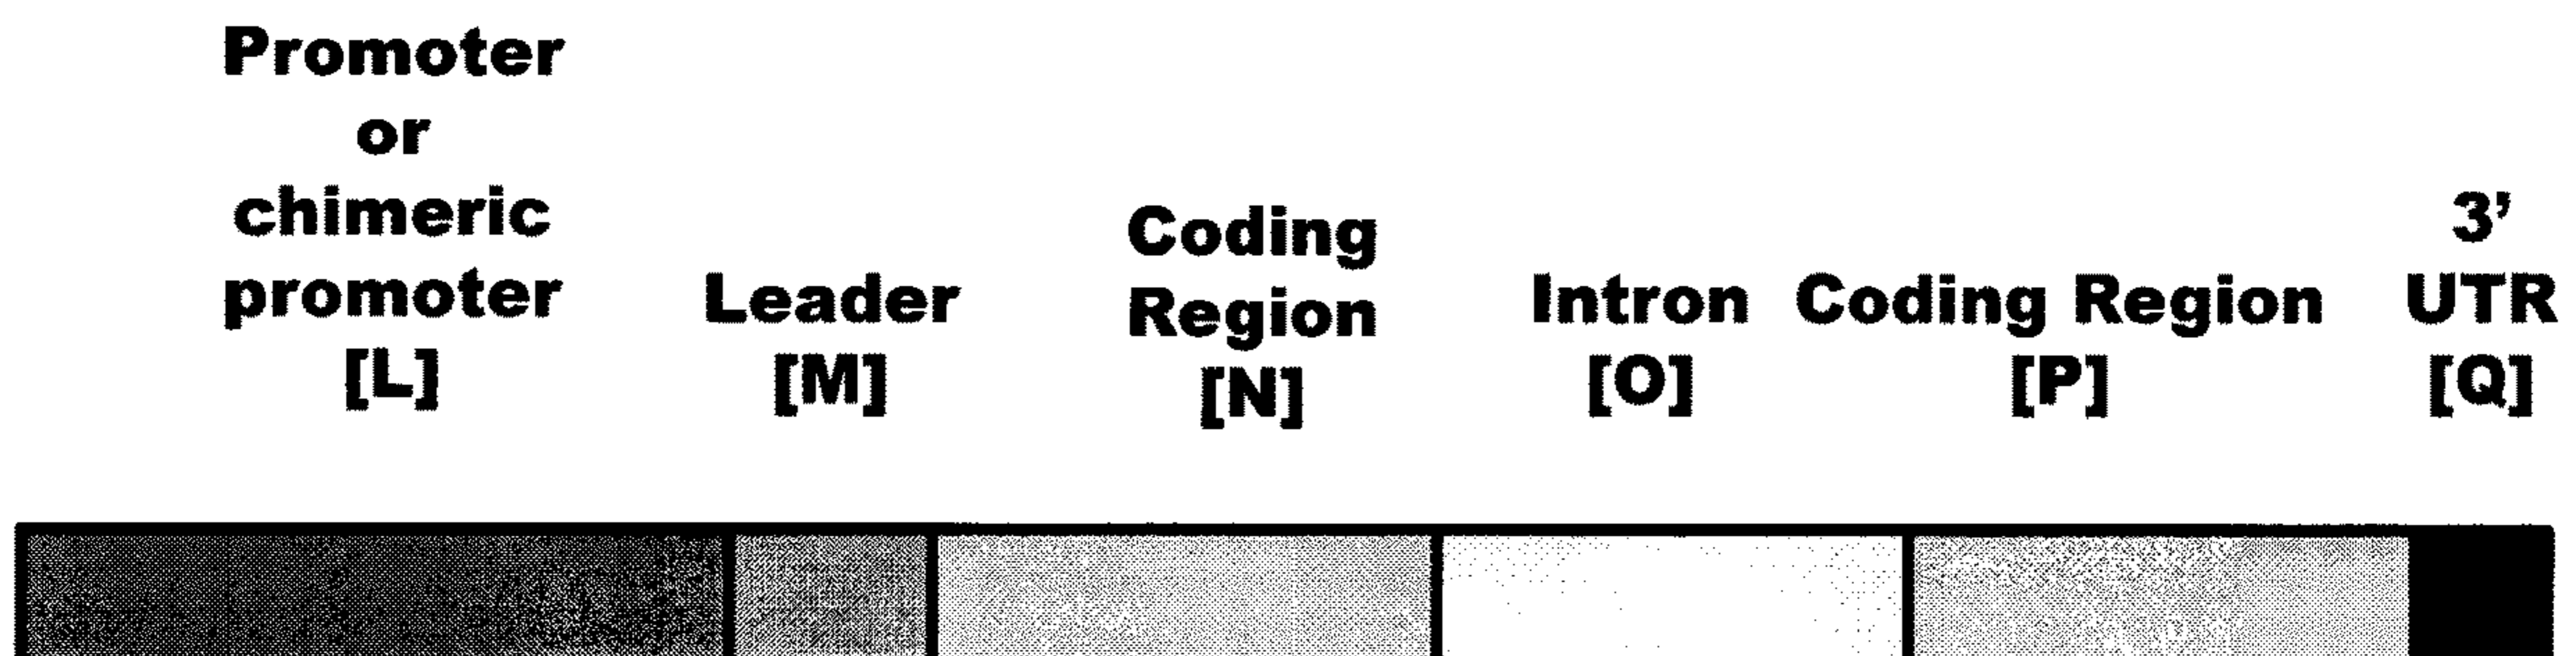 Promoter
or
chimeric
promoter
[L]
Leader
[M]
Coding
Region
[N]
Intron
[O]
Coding Region
[P]
3’
UTR
[Q]